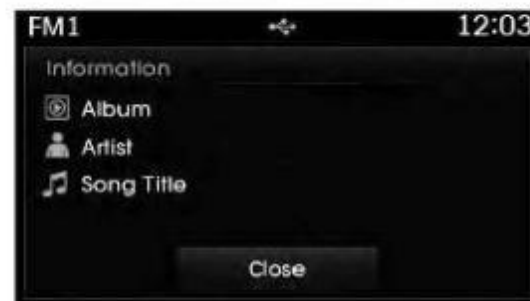 FM1 12:03
Information
Album
Artist
Song Title
Close